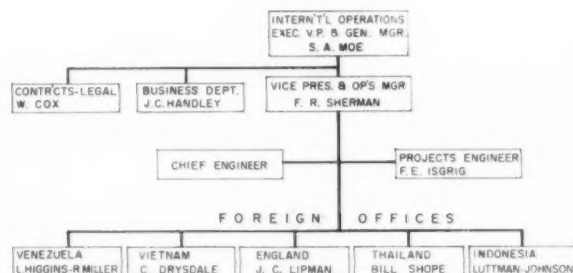 INTERN'T'L OPERATIONS
EXEC. V.P. & GEN. MGR.
S. A. MOE
CONTR'CTS-LEGAL
W. COX
BUSINESS DEPT.
J.C. HANDLEY
VICE PRES. & OP'S MGR
F. R. SHERMAN
CHIEF ENGINEER
PROJECTS ENGINEER
F.E. ISGRIG
FOREIGN OFFICES
VENEZUELA
L.HIGGINS-R MILLER
VIETNAM
C. DRYSDALE
ENGLAND
J. C. LIPMAN
THAILAND
BILL SHOPE
INDONESIA
LUTTMAN-JOHNSON